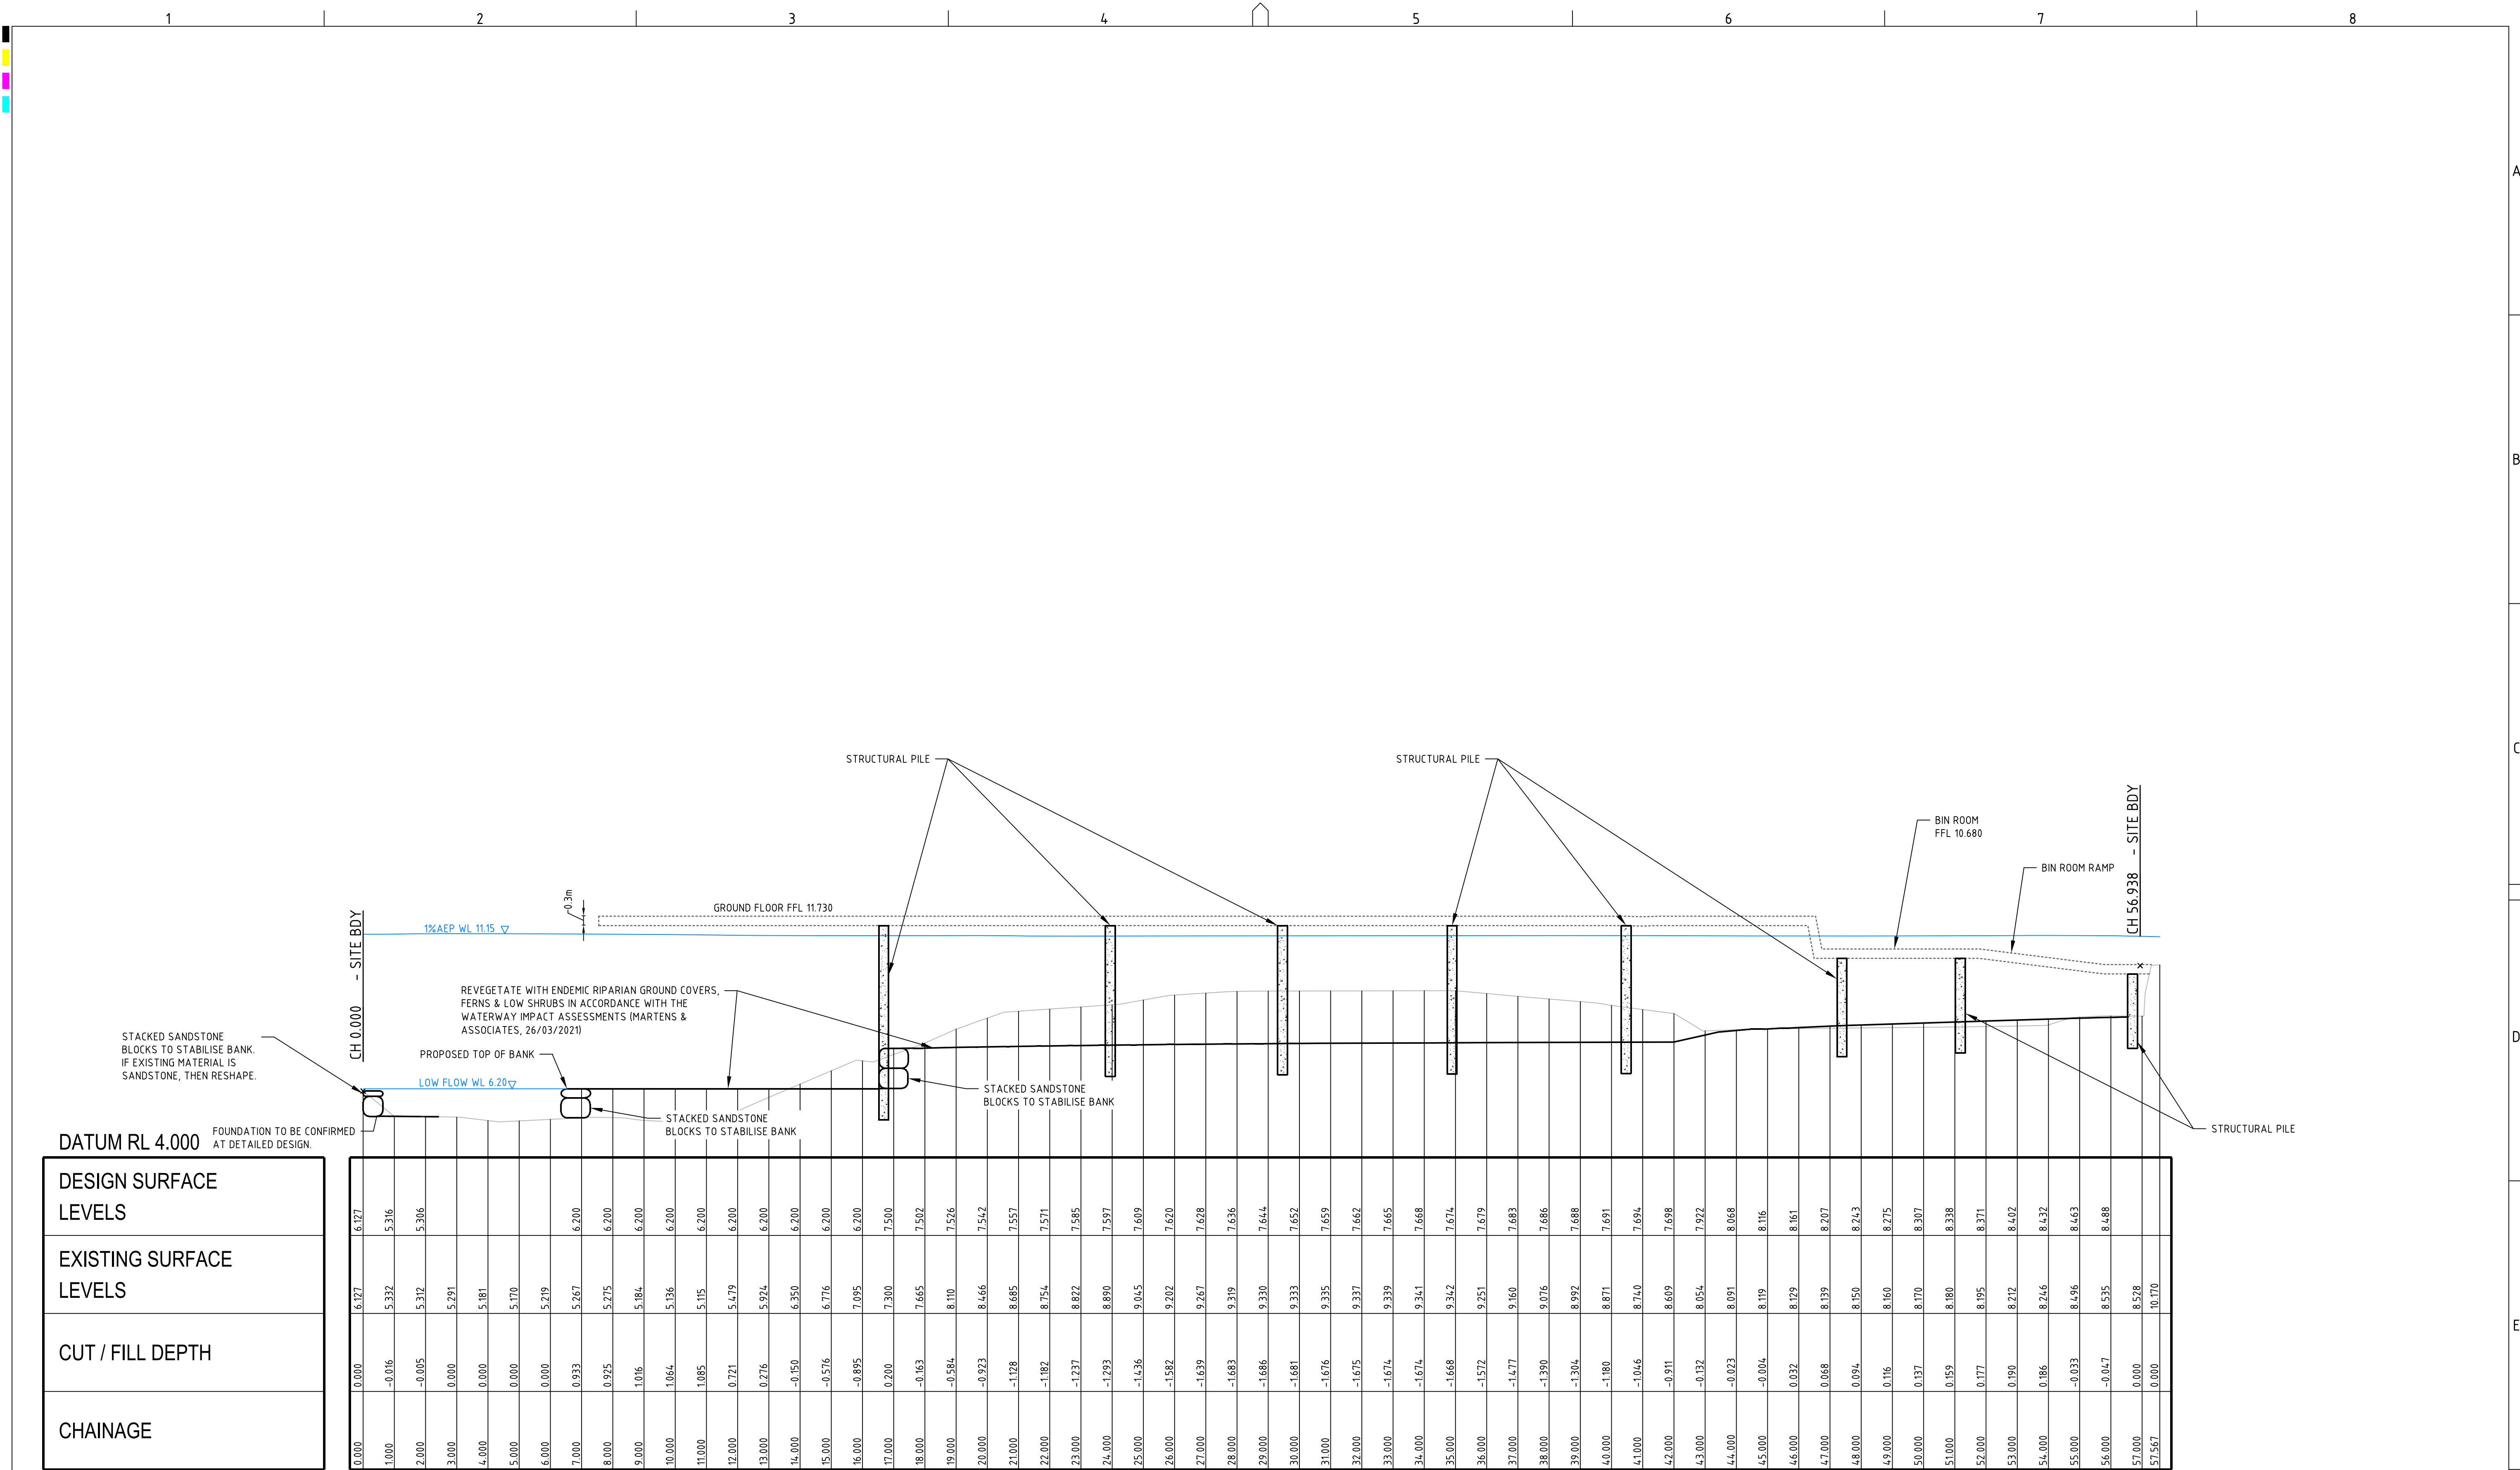 1 2 3 4 5 6 7 8
A
B
C
D
E
STRUCTURAL PILE
STRUCTURAL PILE
BIN ROOM
FFL 10.680
BIN ROOM RAMP
CH 56.938 - SITE BDY
CH 0.000 - SITE BDY
0.3m
GROUND FLOOR FFL 11.730
1%AEP WL 11.15
REVEGETATE WITH ENDEMIC RIPARIAN GROUND COVERS,
FERNS & LOW SHRUBS IN ACCORDANCE WITH THE
WATERWAY IMPACT ASSESSMENTS (MARTENS &
ASSOCIATES, 26/03/2021)
STACKED SANDSTONE
BLOCKS TO STABILISE BANK.
IF EXISTING MATERIAL IS
SANDSTONE, THEN RESHAPE.
PROPOSED TOP OF BANK
LOW FLOW WL 6.20
STACKED SANDSTONE
BLOCKS TO STABILISE BANK
STACKED SANDSTONE
BLOCKS TO STABILISE BANK
STRUCTURAL PILE
FOUNDATION TO BE CONFIRMED
AT DETAILED DESIGN.
DATUM RL 4.000
DESIGN SURFACE
LEVELS
6.127 5.316 5.306 6.200 6.200 6.200 6.200 6.200 6.200 6.200 6.200 6.200 6.200 7.500 7.502 7.526 7.542 7.557 7.571 7.585 7.597 7.609 7.620 7.628 7.636 7.644 7.652 7.659 7.662 7.665 7.668 7.674 7.679 7.683 7.686 7.688 7.691 7.694 7.698 7.922 8.068 8.116 8.161 8.207 8.243 8.275 8.307 8.338 8.371 8.402 8.432 8.463 8.488
EXISTING SURFACE
LEVELS
6.127 5.332 5.312 5.291 5.181 5.170 5.219 5.267 5.275 5.184 5.136 5.115 5.479 5.924 6.350 6.776 7.095 7.300 7.665 8.110 8.466 8.685 8.754 8.822 8.890 9.045 9.202 9.267 9.319 9.330 9.333 9.335 9.337 9.339 9.341 9.342 9.251 9.160 9.076 8.992 8.871 8.740 8.609 8.054 8.091 8.119 8.129 8.139 8.150 8.160 8.170 8.180 8.195 8.212 8.246 8.496 8.535 8.528 10.170
CUT / FILL DEPTH
0.000 -0.016 -0.005 0.000 0.000 0.000 0.000 0.933 0.925 1.016 1.064 1.085 0.721 0.276 -0.150 -0.576 -0.895 0.200 -0.163 -0.584 -0.923 -1.128 -1.182 -1.237 -1.293 -1.436 -1.582 -1.639 -1.683 -1.686 -1.681 -1.676 -1.675 -1.674 -1.674 -1.668 -1.572 -1.477 -1.390 -1.304 -1.180 -1.046 -0.911 -0.132 -0.023 -0.004 0.032 0.068 0.094 0.116 0.137 0.159 0.177 0.190 0.186 -0.033 -0.047 0.000 0.000
CHAINAGE
0.000 1.000 2.000 3.000 4.000 5.000 6.000 7.000 8.000 9.000 10.000 11.000 12.000 13.000 14.000 15.000 16.000 17.000 18.000 19.000 20.000 21.000 22.000 23.000 24.000 25.000 26.000 27.000 28.000 29.000 30.000 31.000 32.000 33.000 34.000 35.000 36.000 37.000 38.000 39.000 40.000 41.000 42.000 43.000 44.000 45.000 46.000 47.000 48.000 49.000 50.000 51.000 52.000 53.000 54.000 55.000 56.000 57.000 57.567